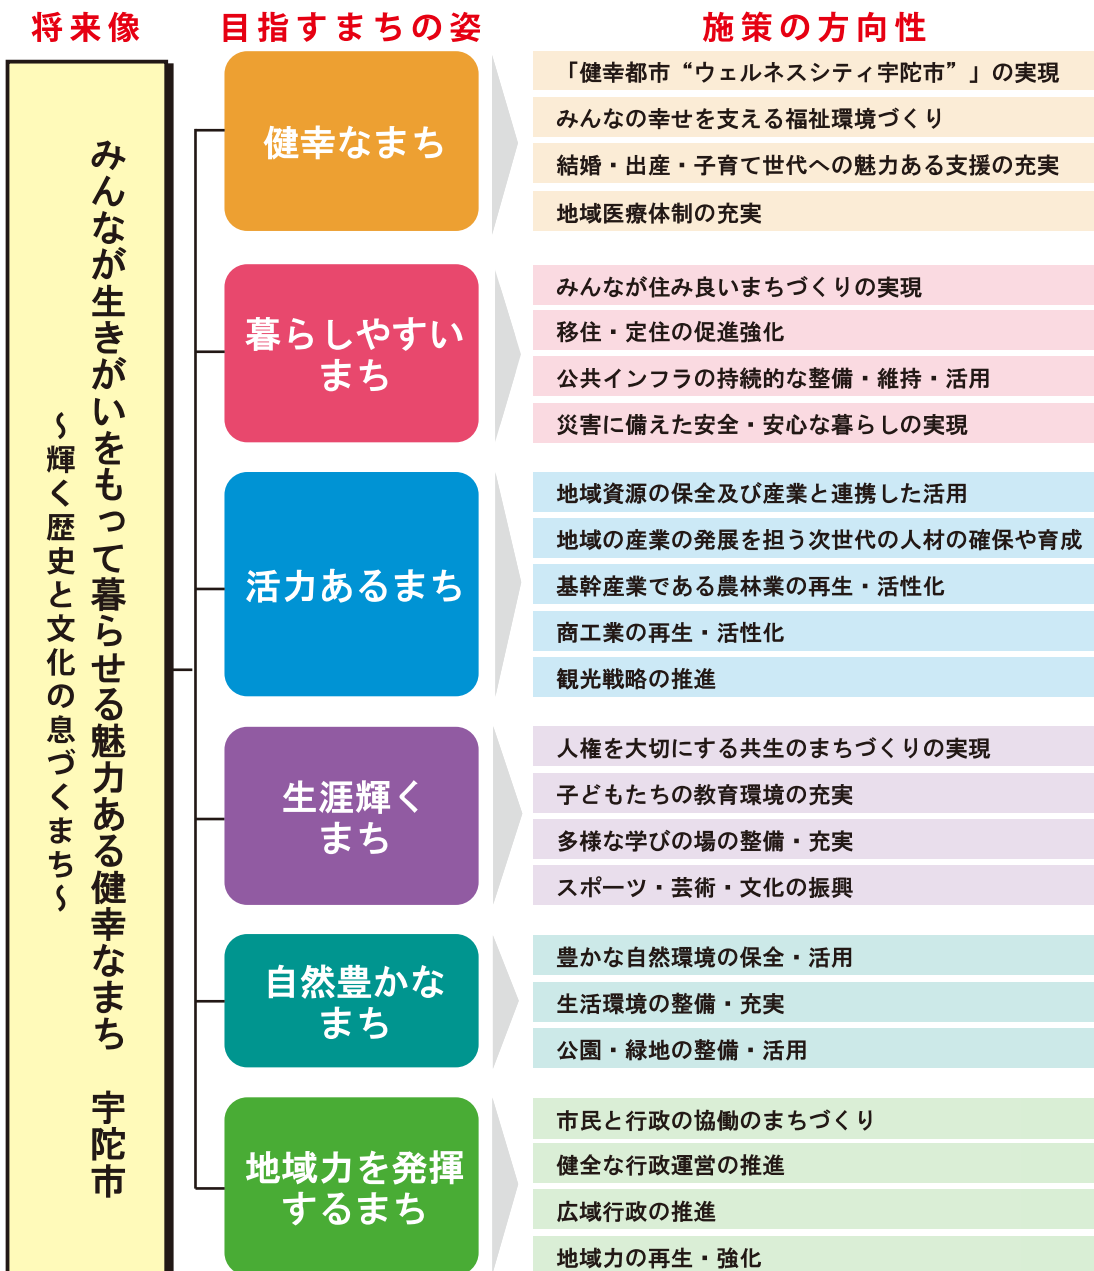 将来像
目指すまちの姿
施策の方向性
みんなが生きがいをもって暮らせる魅力ある健幸なまち　宇陀市
～輝く歴史と文化の息づくまち～
健幸なまち
「健幸都市“ウェルネスシティ宇陀市”」の実現
みんなの幸せを支える福祉環境づくり
結婚・出産・子育て世代への魅力ある支援の充実
地域医療体制の充実
暮らしやすい
まち
みんなが住み良いまちづくりの実現
移住・定住の促進強化
公共インフラの持続的な整備・維持・活用
災害に備えた安全・安心な暮らしの実現
活力あるまち
地域資源の保全及び産業と連携した活用
地域の産業の発展を担う次世代の人材の確保や育成
基幹産業である農林業の再生・活性化
商工業の再生・活性化
観光戦略の推進
生涯輝く
まち
人権を大切にする共生のまちづくりの実現
子どもたちの教育環境の充実
多様な学びの場の整備・充実
スポーツ・芸術・文化の振興
自然豊かな
まち
豊かな自然環境の保全・活用
生活環境の整備・充実
公園・緑地の整備・活用
地域力を発揮
するまち
市民と行政の協働のまちづくり
健全な行政運営の推進
広域行政の推進
地域力の再生・強化